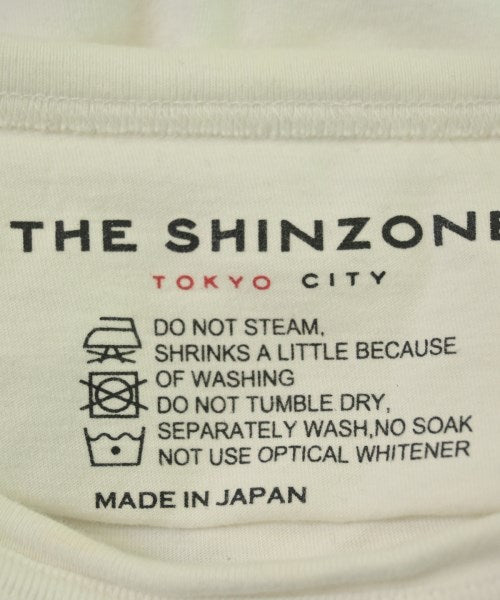 THE SHINZONE
TOKYO CITY
DO NOT STEAM,
SHRINKS A LITTLE BECAUSE
OF WASHING
DO NOT TUMBLE DRY,
SEPARATELY WASH,NO SOAK
NOT USE OPTICAL WHITENER
MADE IN JAPAN